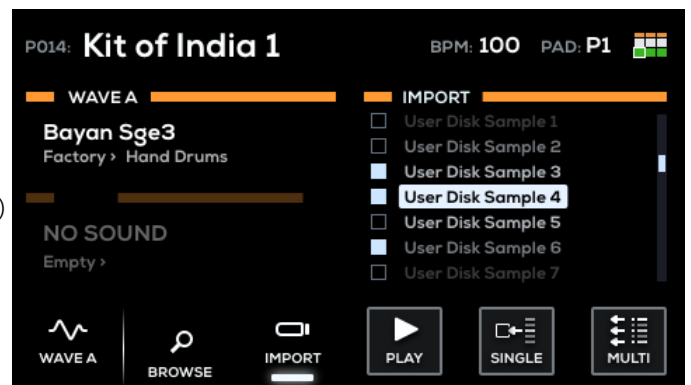 P014: Kit of India 1
BPM: 100 PAD: P1
WAVE A
Bayan Sge3
Factory › Hand Drums
NO SOUND
Empty ›
IMPORT
User Disk Sample 1
User Disk Sample 2
User Disk Sample 3
User Disk Sample 4
User Disk Sample 5
User Disk Sample 6
User Disk Sample 7
WAVE A
BROWSE
IMPORT
PLAY
SINGLE
MULTI